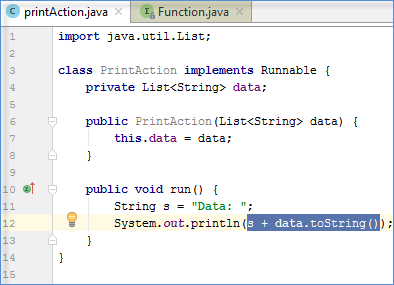 printAction.java
Function.java
1 import java.util.List;
2
3 class PrintAction implements Runnable {
4     private List<String> data;
5
6     public PrintAction(List<String> data) {
7         this.data = data;
8     }
9
10     public void run() {
11         String s = "Data: ";
12         System.out.println(s + data.toString());
13     }
14 }
15